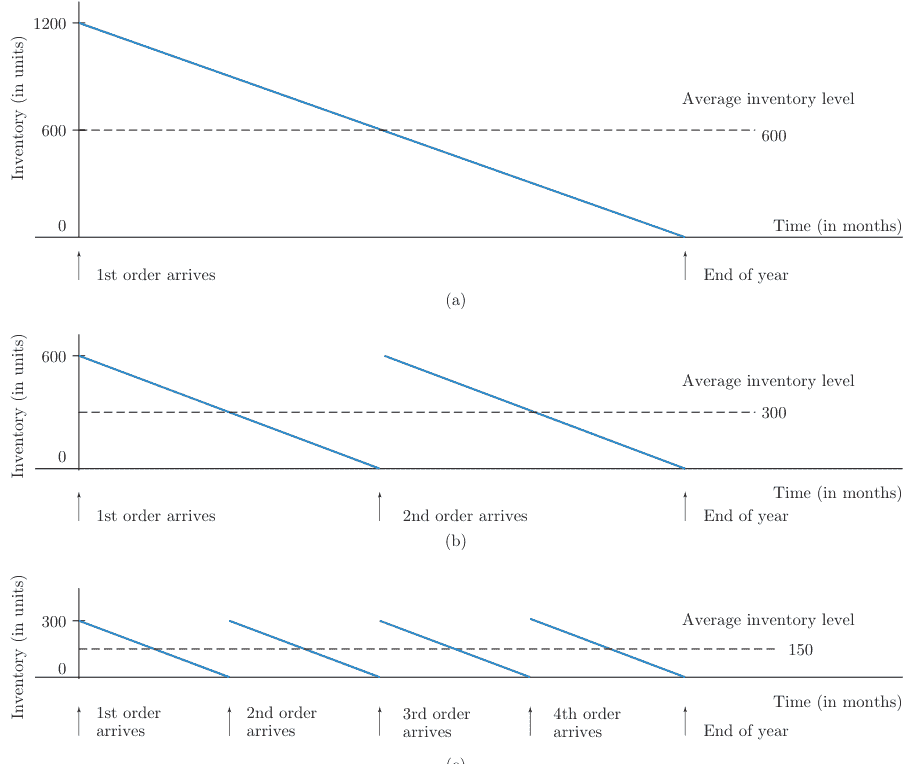 1200
Inventory (in units)
Average inventory level
600
600
0
Time (in months)
1st order arrives
End of year
(a)
600
Inventory (in units)
Average inventory level
300
0
Time (in months)
1st order arrives
2nd order arrives
End of year
(b)
Inventory (in units)
300
Average inventory level
150
0
Time (in months)
1st order
arrives
2nd order
arrives
3rd order
arrives
4th order
arrives
End of year